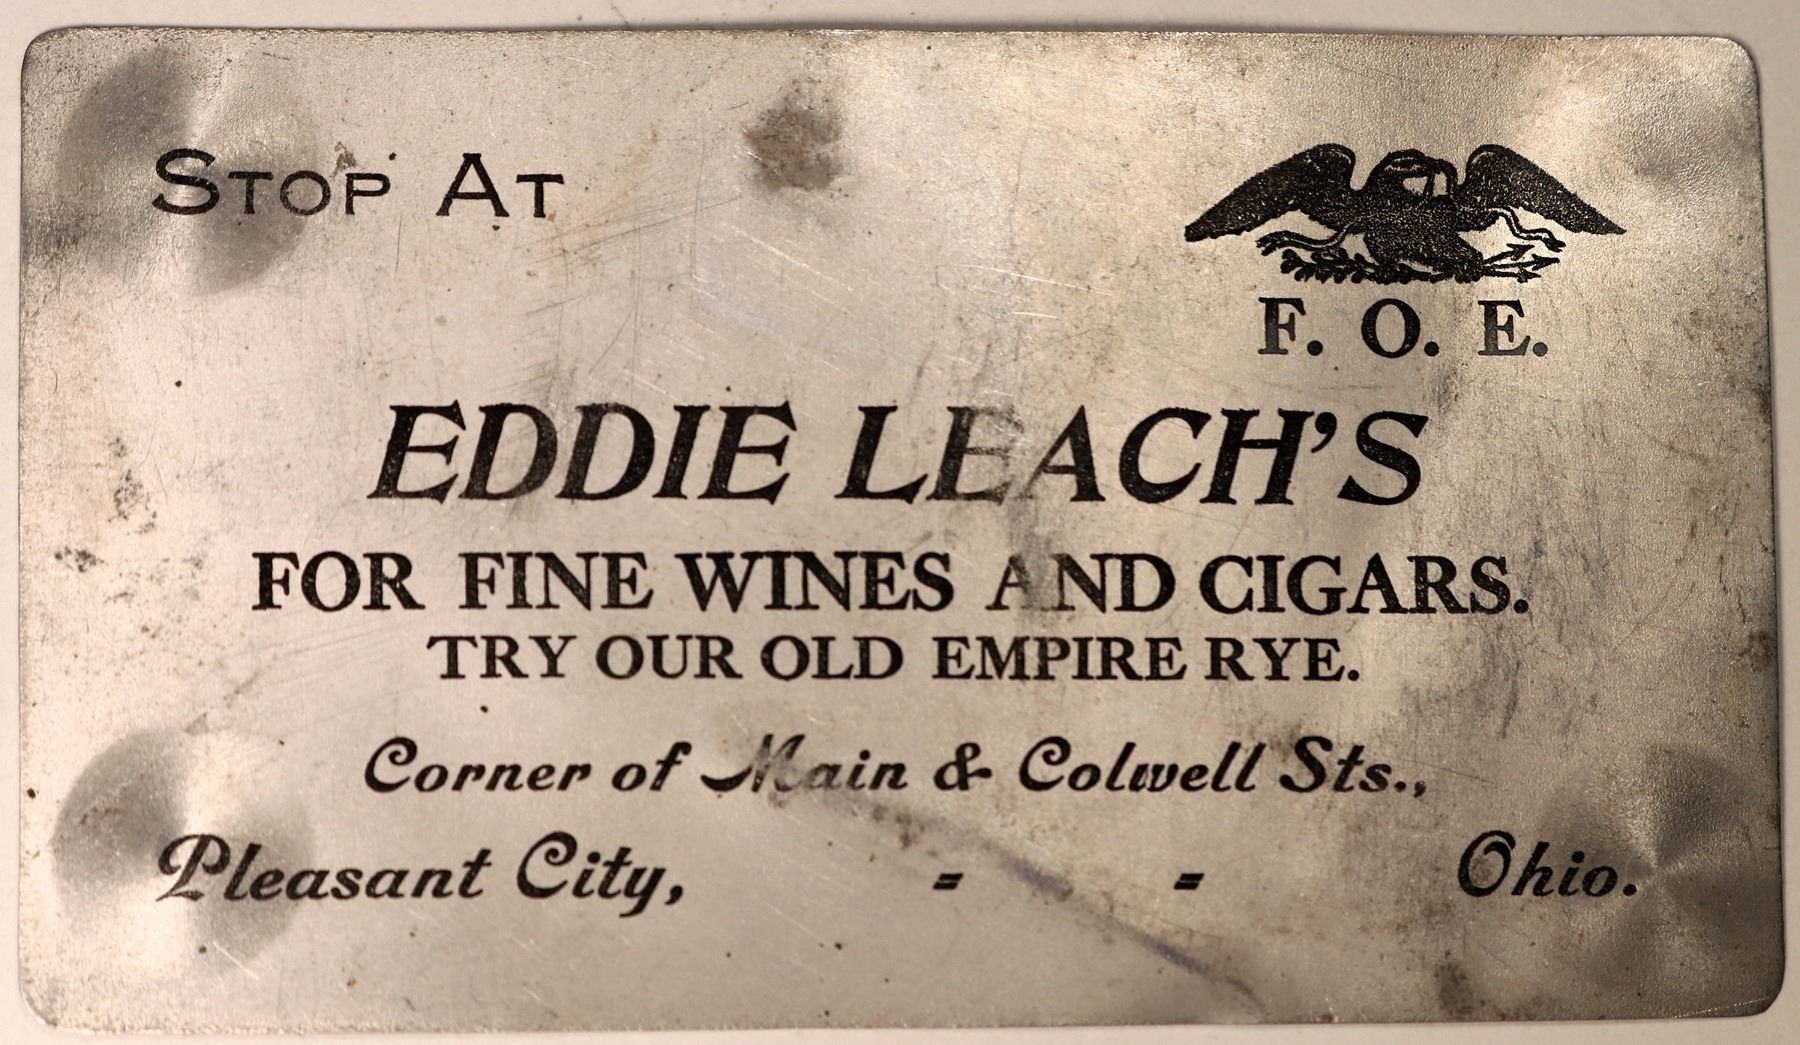 STOP AT
F. O. E.
EDDIE LEACH'S
FOR FINE WINES AND CIGARS.
TRY OUR OLD EMPIRE RYE.
Corner of Main & Colwell Sts.,
Pleasant City, = = Ohio.